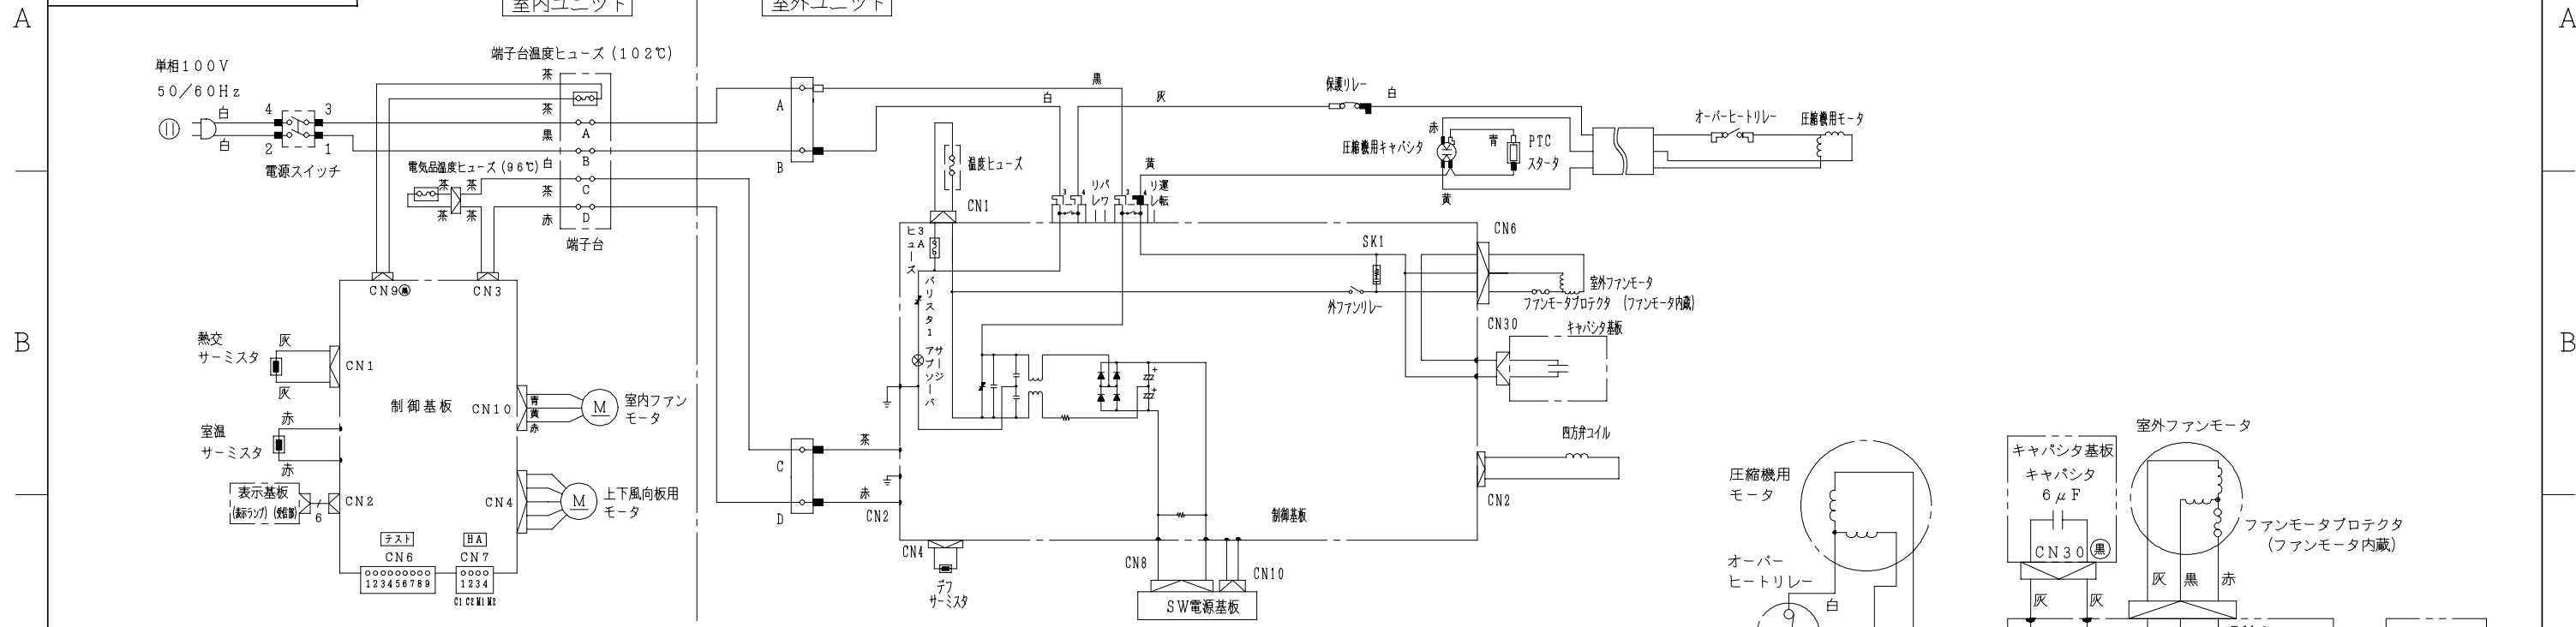 A
室内ユニット
室外ユニット
A
端子台温度ヒューズ (102℃)
単相100V
50/60Hz
白
白
4
3
2
1
電源スイッチ
茶
茶
黒
白
茶
赤
A
B
C
D
端子台
電気品温度ヒューズ (96℃)
茶
茶
茶
茶
A
B
黒
白
灰
保護リレー
白
オーバーヒートリレー
圧縮機用モータ
圧縮機用キャパシタ
赤
青
PTC
スタータ
黄
黄
温度ヒューズ
CN1
3
4
パワ
リレー
3
4
運転
リレー
CN9 黒
CN3
3A
ヒューズ
バリスタ1
サージ
アブソーバ
SK1
CN6
外ファンリレー
室外ファンモータ
ファンモータプロテクタ (ファンモータ内蔵)
CN30
キャパシタ基板
B
B
熱交
サーミスタ
灰
灰
CN1
制御基板
CN10
青
黄
赤
M
室内ファン
モータ
室温
サーミスタ
赤
赤
表示基板
(表示ランプ) (受信部)
6
CN2
CN4
M
上下風向板用
モータ
テスト
CN6
123456789
HA
CN7
1234
C1 C2 M1 M2
C
D
茶
赤
CN2
CN4
デフ
サーミスタ
制御基板
CN8
CN10
SW電源基板
四方弁コイル
CN2
圧縮機用
モータ
オーバー
ヒートリレー
白
キャパシタ基板
キャパシタ
6μF
CN30 黒
灰
灰
室外ファンモータ
ファンモータプロテクタ
(ファンモータ内蔵)
灰
黒
赤